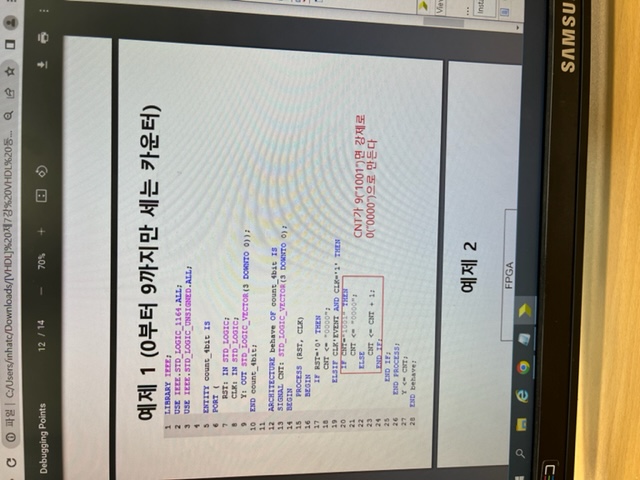 파일 | C:/Users/inhatc/Downloads/[VHDL]%20제7강%20VHDL%20동...
Debugging Points 12 / 14 70%
예제 1 (0부터 9까지만 세는 카운터)
1 LIBRARY IEEE;
2 USE IEEE.STD_LOGIC_1164.ALL;
3 USE IEEE.STD_LOGIC_UNSIGNED.ALL;
4
5 ENTITY count_4bit IS
6 PORT (
7 RST: IN STD_LOGIC;
8 CLK: IN STD_LOGIC;
9 Y: OUT STD_LOGIC_VECTOR(3 DOWNTO 0));
10 END count_4bit;
11
12 ARCHITECTURE behave OF count_4bit IS
13 SIGNAL CNT: STD_LOGIC_VECTOR(3 DOWNTO 0);
14 BEGIN
15 PROCESS (RST, CLK)
16 BEGIN
17 IF RST='0' THEN
18 CNT <= "0000";
19 ELSIF CLK'EVENT AND CLK='1' THEN
20 IF CNT="1001" THEN
21 CNT <= "0000";
22 ELSE
23 CNT <= CNT + 1;
24 END IF;
25 END IF;
26 END PROCESS;
27 Y <= CNT;
28 END behave;
CNT가 9("1001")면 강제로
0("0000")으로 만든다
예제 2
FPGA
View
insta
SAMSU